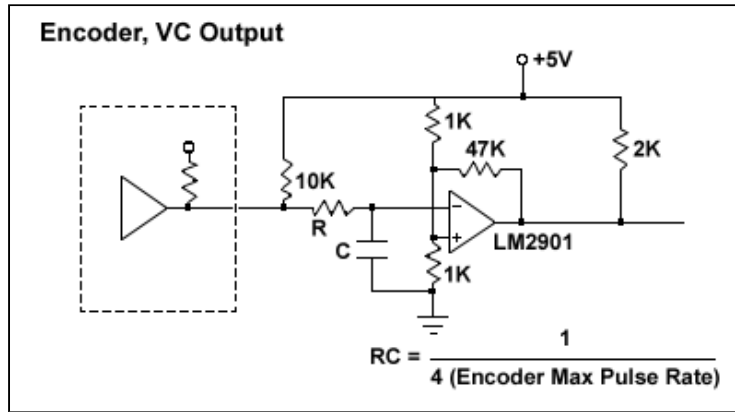 Encoder, VC Output
+5V
1K
47K
2K
10K
R
−
+
LM2901
C
1K
RC = 1
4 (Encoder Max Pulse Rate)